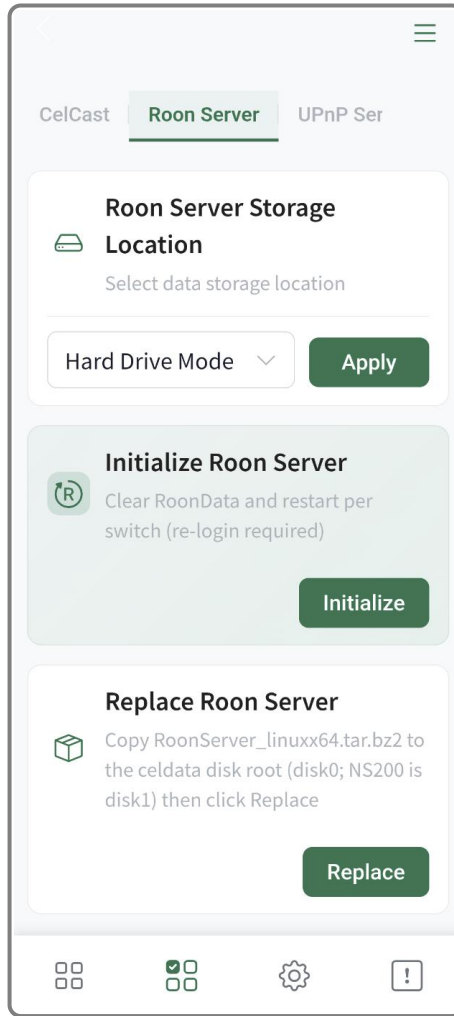 CelCast
Roon Server
UPnP Ser
Roon Server Storage
Location
Select data storage location
Hard Drive Mode
Apply
Initialize Roon Server
Clear RoonData and restart per
switch (re-login required)
Initialize
Replace Roon Server
Copy RoonServer_linuxx64.tar.bz2 to
the celdata disk root (disk0; NS200 is
disk1) then click Replace
Replace